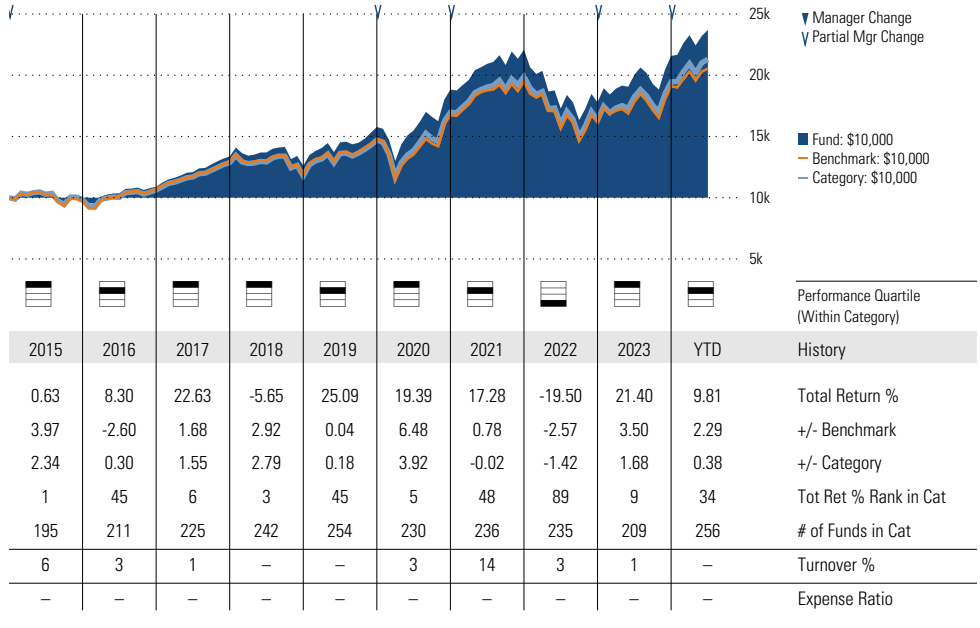 25k
▼ Manager Change
Partial Mgr Change
20k
15k
Fund: $10,000
Benchmark: $10,000
Category: $10,000
10k
5k
Performance Quartile
(Within Category)
2015 2016 2017 2018 2019 2020 2021 2022 2023 YTD History
0.63 8.30 22.63 -5.65 25.09 19.39 17.28 -19.50 21.40 9.81 Total Return %
3.97 -2.60 1.68 2.92 0.04 6.48 0.78 -2.57 3.50 2.29 +/- Benchmark
2.34 0.30 1.55 2.79 0.18 3.92 -0.02 -1.42 1.68 0.38 +/- Category
1 45 6 3 45 5 48 89 9 34 Tot Ret % Rank in Cat
195 211 225 242 254 230 236 235 209 256 # of Funds in Cat
6 3 1 – – 3 14 3 1 – Turnover %
– – – – – – – – – – Expense Ratio